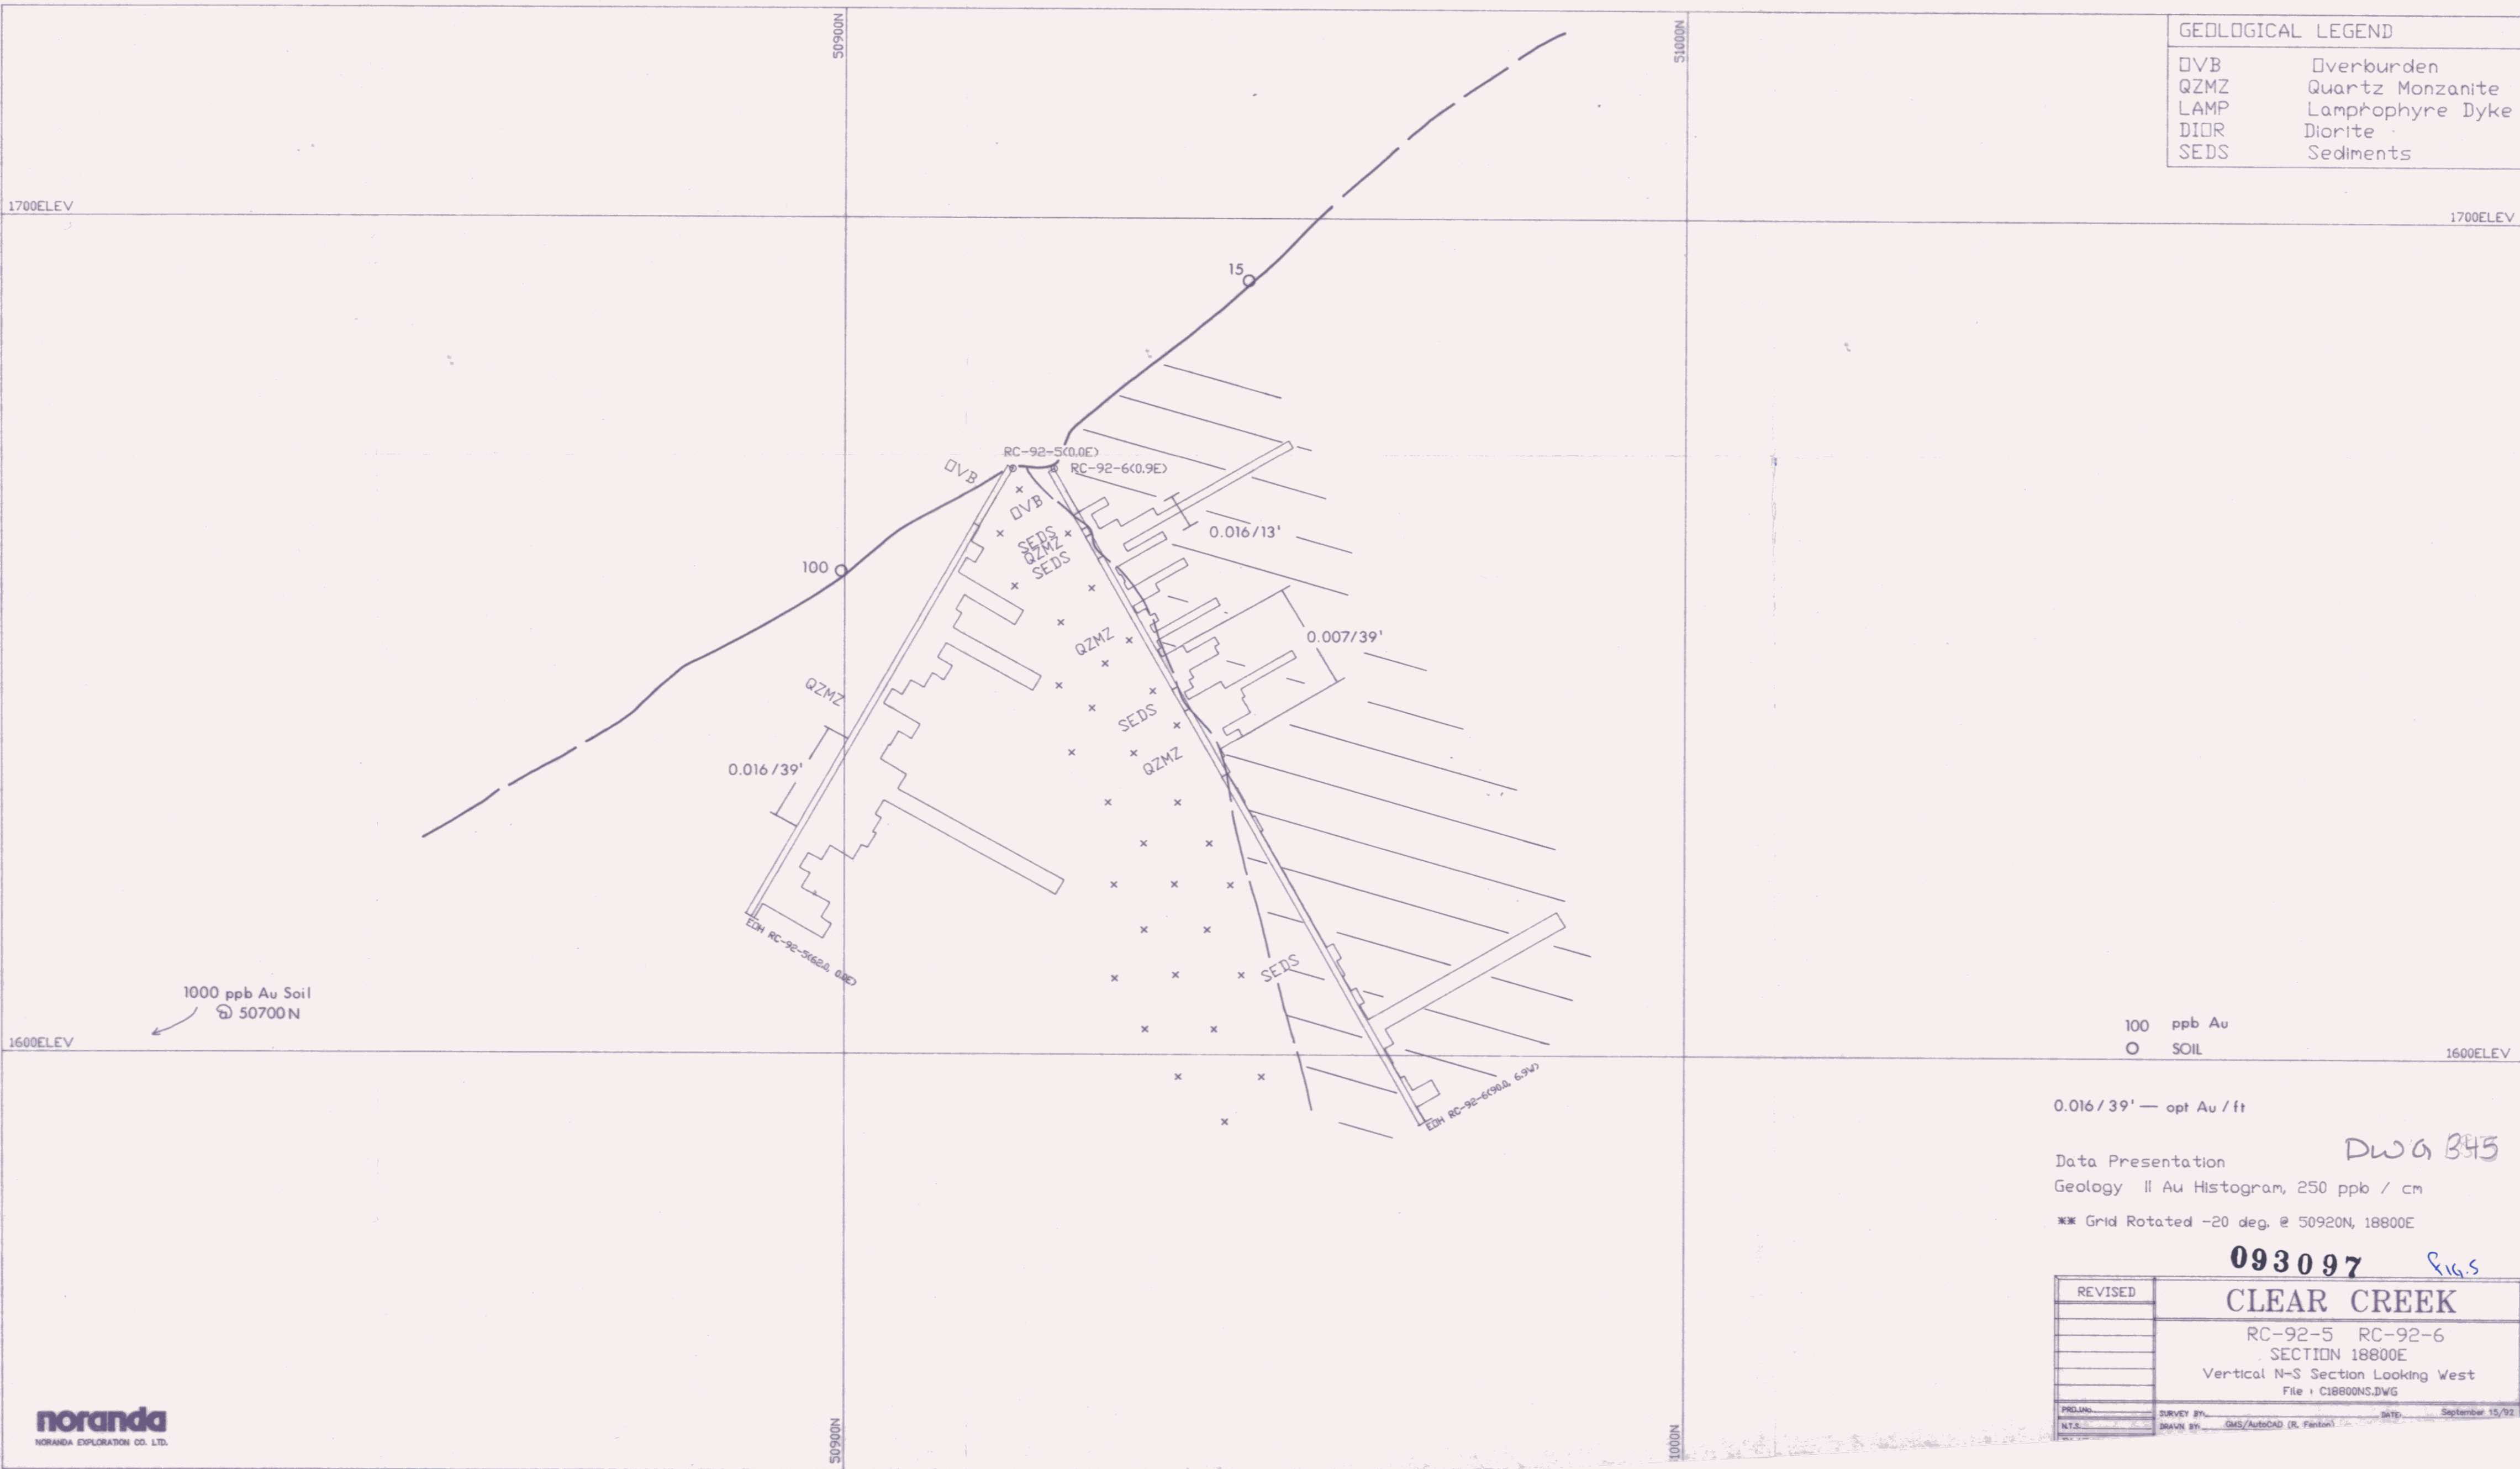 50900N
51000N
GEOLOGICAL LEGEND
OVB Overburden
QZMZ Quartz Monzanite
LAMP Lamprophyre Dyke
DIOR Diorite
SEDS Sediments
1700ELEV
1700ELEV
15
RC-92-5(0.0E)
RC-92-6(0.9E)
OVB
OVB
0.016/13'
SEDS
QZMZ
SEDS
100
0.007/39'
QZMZ
QZMZ
SEDS
QZMZ
0.016/39'
EOH RC-92-5(62.0, 0.0E)
SEDS
1000 ppb Au Soil
@ 50700N
1600ELEV
1600ELEV
100 ppb Au
SOIL
EOH RC-92-6(90.0, 6.9W)
0.016/39' — opt Au / ft
DWG 345
Data Presentation
Geology || Au Histogram, 250 ppb / cm
** Grid Rotated -20 deg. @ 50920N, 18800E
093097
FIG.5
REVISED
CLEAR CREEK
RC-92-5 RC-92-6
SECTION 18800E
Vertical N-S Section Looking West
File : C18800NS.DWG
PROJ.No.
SURVEY BY:
DATE: September 15/92
N.T.S.
DRAWN BY: GMS/AutoCAD (R. Fenton)
noranda
NORANDA EXPLORATION CO. LTD.
50900N
1000N